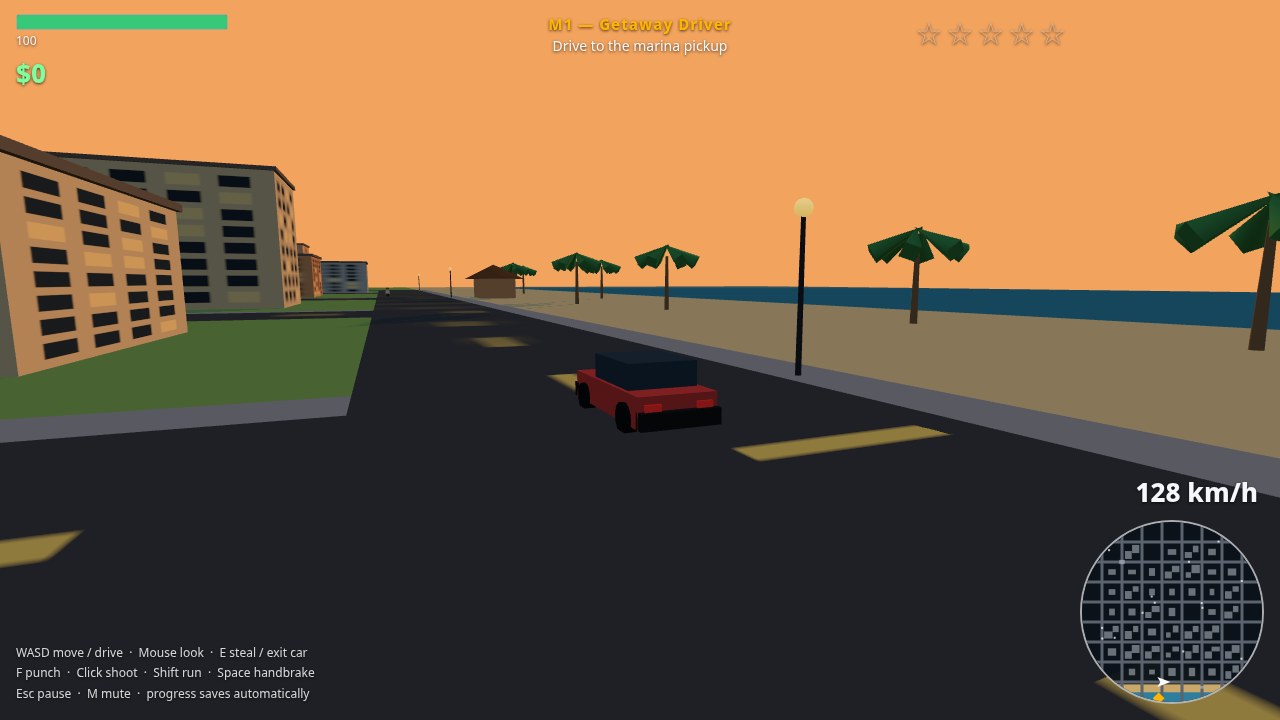 100
$0
M1 — Getaway Driver
Drive to the marina pickup
☆ ☆ ☆ ☆ ☆
128 km/h
WASD move / drive · Mouse look · E steal / exit car
F punch · Click shoot · Shift run · Space handbrake
Esc pause · M mute · progress saves automatically